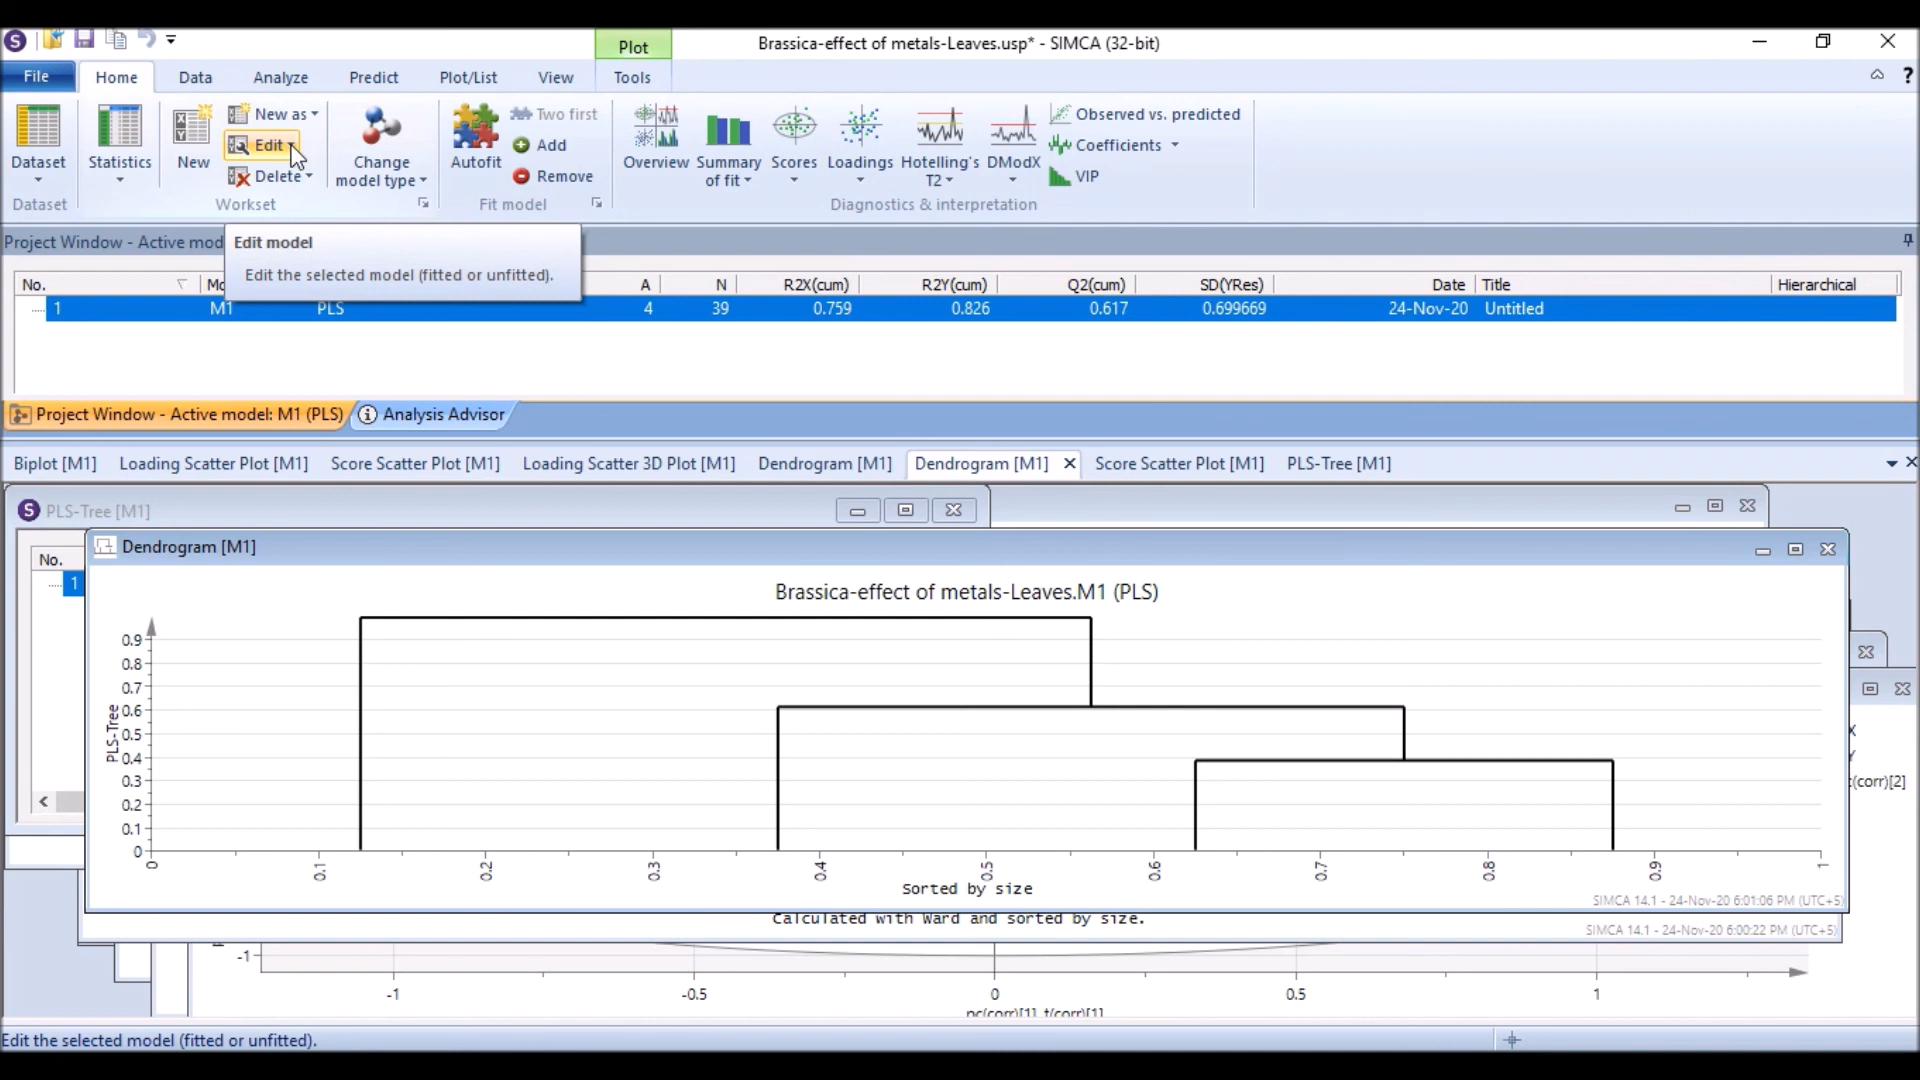 Plot
Brassica-effect of metals-Leaves.usp* - SIMCA (32-bit)
File Home Data Analyze Predict Plot/List View Tools
New as Two first Observed vs. predicted
Edit Add Coefficients
Dataset Statistics New Change Autofit Overview Summary Scores Loadings Hotelling's DModX
Delete model type Remove of fit T2 VIP
Dataset Workset Fit model Diagnostics & interpretation
Project Window - Active mod
Edit model
Edit the selected model (fitted or unfitted).
No. Mo A N R2X(cum) R2Y(cum) Q2(cum) SD(YRes) Date Title Hierarchical
1 M1 PLS 4 39 0.759 0.826 0.617 0.699669 24-Nov-20 Untitled
Project Window - Active model: M1 (PLS) Analysis Advisor
Biplot [M1] Loading Scatter Plot [M1] Score Scatter Plot [M1] Loading Scatter 3D Plot [M1] Dendrogram [M1] Dendrogram [M1] Score Scatter Plot [M1] PLS-Tree [M1]
PLS-Tree [M1]
Dendrogram [M1]
No.
1
Brassica-effect of metals-Leaves.M1 (PLS)
0.9
0.8
0.7
0.6
0.5
0.4
0.3
0.2
0.1
0
PLS-Tree
0 0.1 0.2 0.3 0.4 0.5 0.6 0.7 0.8 0.9 1
Sorted by size
SIMCA 14.1 - 24-Nov-20 6:01:06 PM (UTC+5)
t(corr)[2]
Calculated with Ward and sorted by size.
SIMCA 14.1 - 24-Nov-20 6:00:22 PM (UTC+5)
-1
-1 -0.5 0 0.5 1
pc(corr)[1], t(corr)[1]
Edit the selected model (fitted or unfitted).